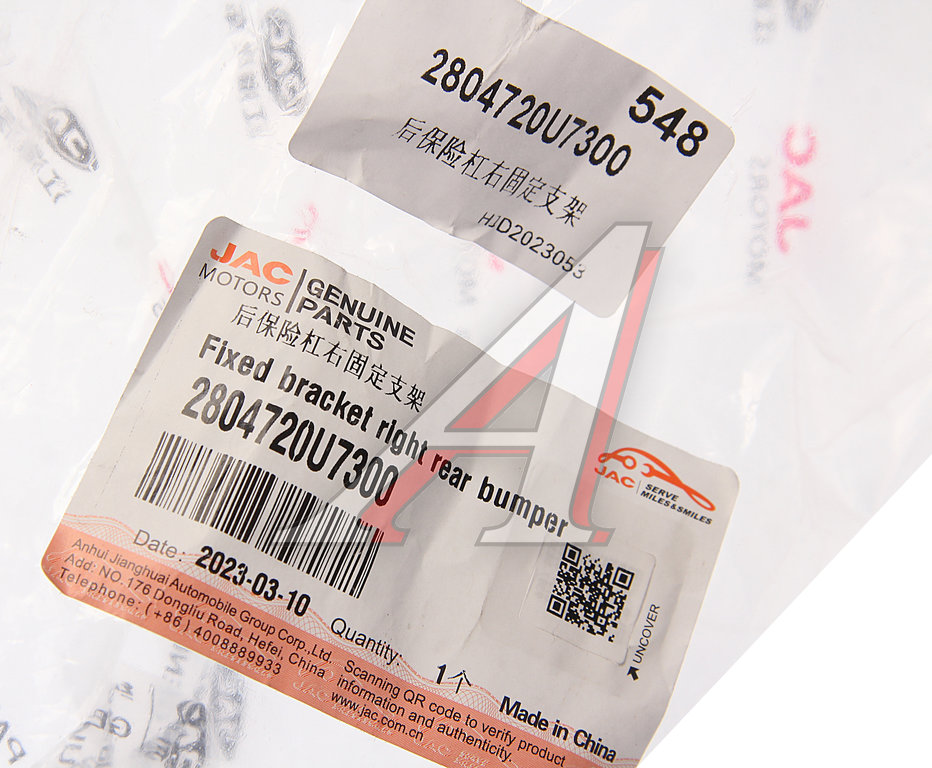 548
2804720U7300
后保险杠右固定支架
HJD2023053
JAC
MOTORS
GENUINE
PARTS
后保险杠右固定支架
Fixed bracket right rear bumper
2804720U7300
JAC
SERVE
MILES&SMILES
Date: 2023-03-10
Quantity: 1个
UNCOVER
Made in China
Anhui Jianghuai Automobile Group Corp.,Ltd.
Add: NO.176 Dongliu Road, Hefei, China
Telephone: (+86) 4008889933
Scanning QR code to verify product
information and authenticity.
www.jac.com.cn
JAC
MOTORS